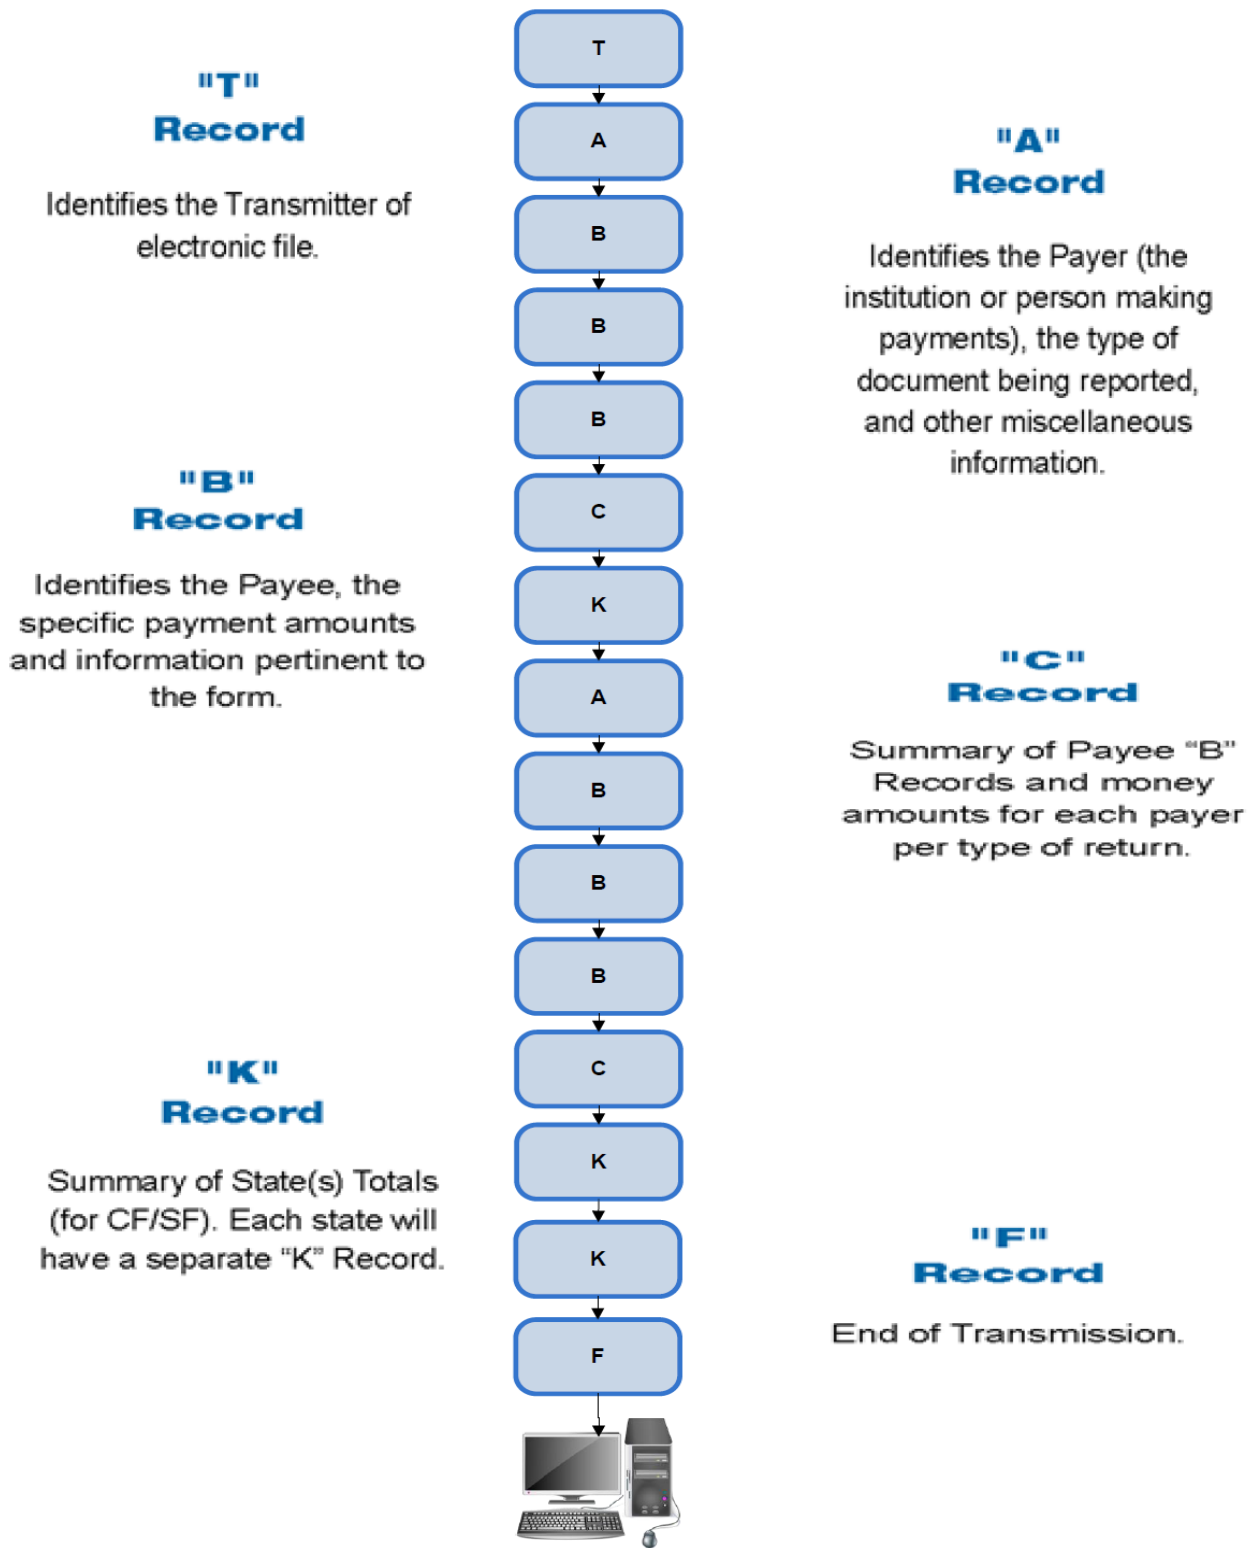 T
"T"
Record
Identifies the Transmitter of
electronic file.
A
"A"
Record
Identifies the Payer (the
institution or person making
payments), the type of
document being reported,
and other miscellaneous
information.
B
B
B
"B"
Record
Identifies the Payee, the
specific payment amounts
and information pertinent to
the form.
C
K
A
"C"
Record
Summary of Payee “B”
Records and money
amounts for each payer
per type of return.
B
B
B
C
"K"
Record
Summary of State(s) Totals
(for CF/SF). Each state will
have a separate “K” Record.
K
K
"F"
Record
End of Transmission.
F